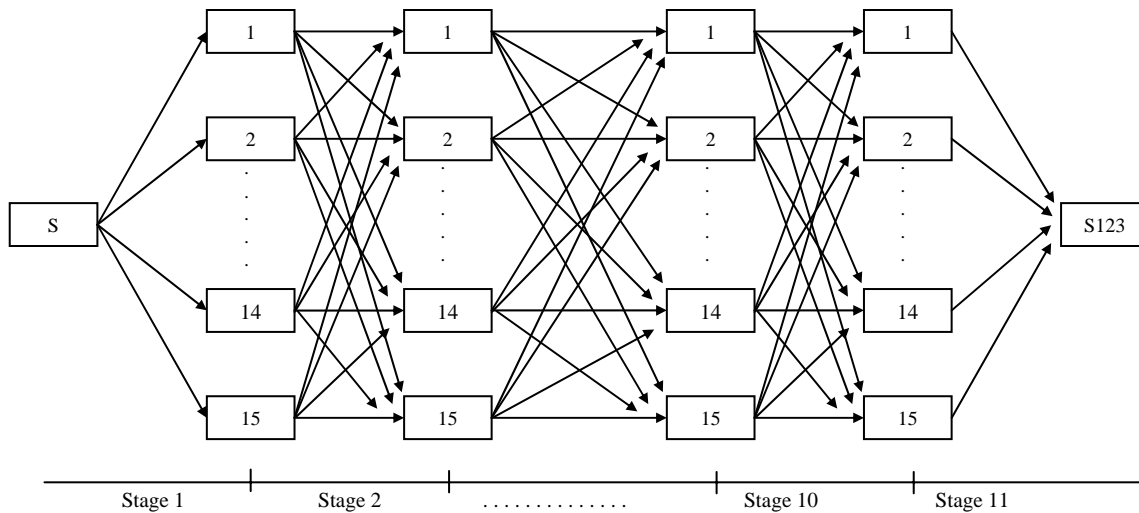 1 1 1 1
2 2 2 2
S S123
14 14 14 14
15 15 15 15
Stage 1 Stage 2 . . . . . . . . . . . . . . Stage 10 Stage 11